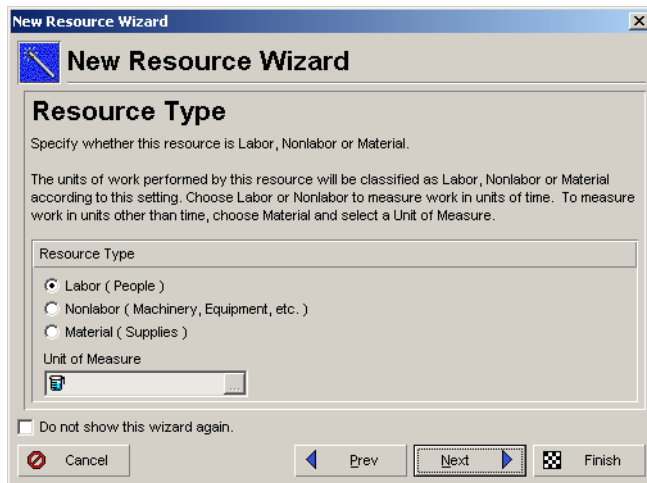 New Resource Wizard
New Resource Wizard
Resource Type
Specify whether this resource is Labor, Nonlabor or Material.
The units of work performed by this resource will be classified as Labor, Nonlabor or Material
according to this setting. Choose Labor or Nonlabor to measure work in units of time. To measure
work in units other than time, choose Material and select a Unit of Measure.
Resource Type
Labor ( People )
Nonlabor ( Machinery, Equipment, etc. )
Material ( Supplies )
Unit of Measure
...
Do not show this wizard again.
Cancel Prev Next Finish